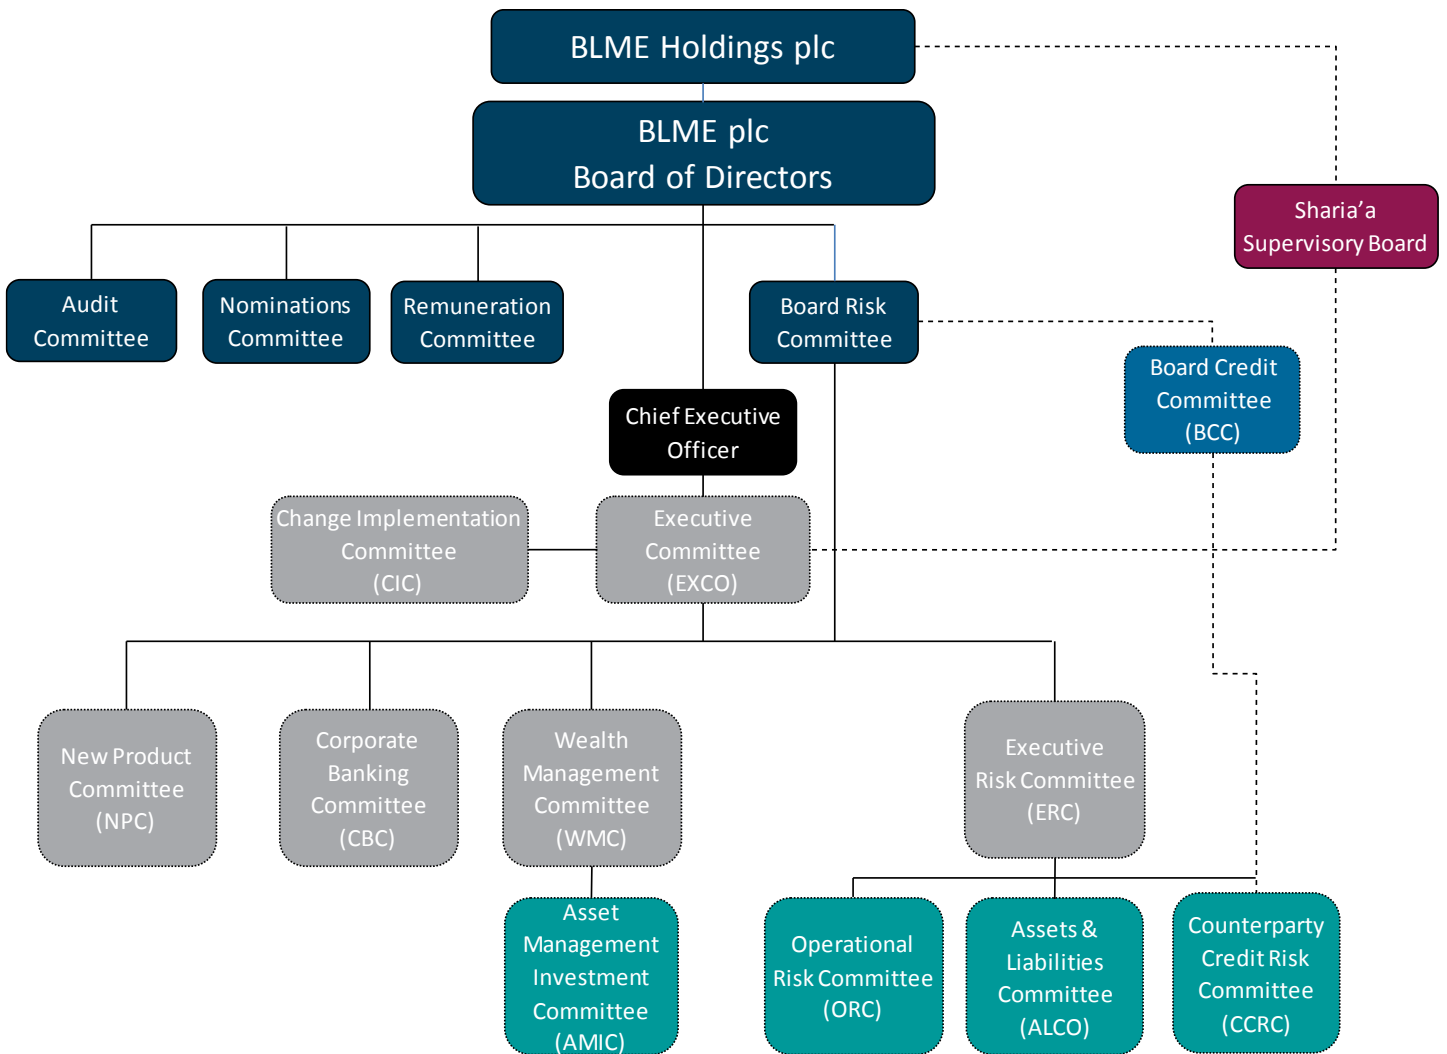 BLME Holdings plc
BLME plc
Board of Directors
Sharia’a
Supervisory Board
Audit
Committee
Nominations
Committee
Remuneration
Committee
Board Risk
Committee
Board Credit
Committee
(BCC)
Chief Executive
Officer
Change Implementation
Committee
(CIC)
Executive
Committee
(EXCO)
New Product
Committee
(NPC)
Corporate
Banking
Committee
(CBC)
Wealth
Management
Committee
(WMC)
Executive
Risk Committee
(ERC)
Asset
Management
Investment
Committee
(AMIC)
Operational
Risk Committee
(ORC)
Assets &
Liabilities
Committee
(ALCO)
Counterparty
Credit Risk
Committee
(CCRC)